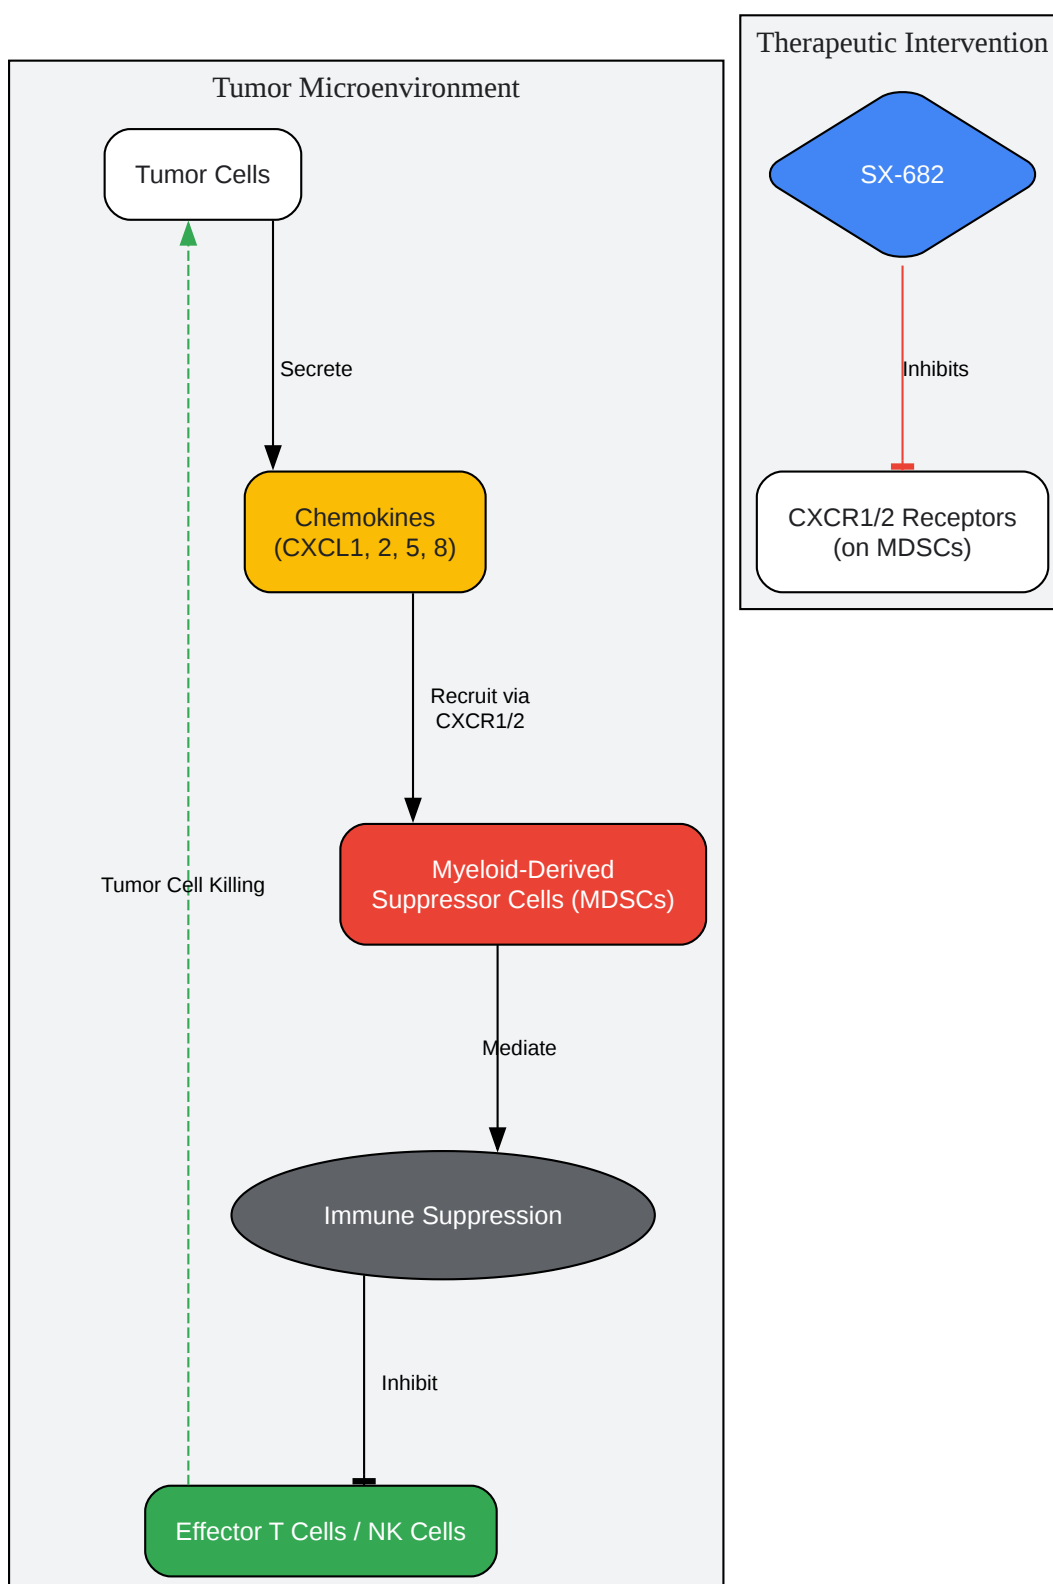 Tumor Microenvironment
Tumor Cells
Secrete
Chemokines
(CXCL1, 2, 5, 8)
Recruit via
CXCR1/2
Myeloid-Derived
Suppressor Cells (MDSCs)
Tumor Cell Killing
Mediate
Immune Suppression
Inhibit
Effector T Cells / NK Cells
Therapeutic Intervention
SX-682
Inhibits
CXCR1/2 Receptors
(on MDSCs)